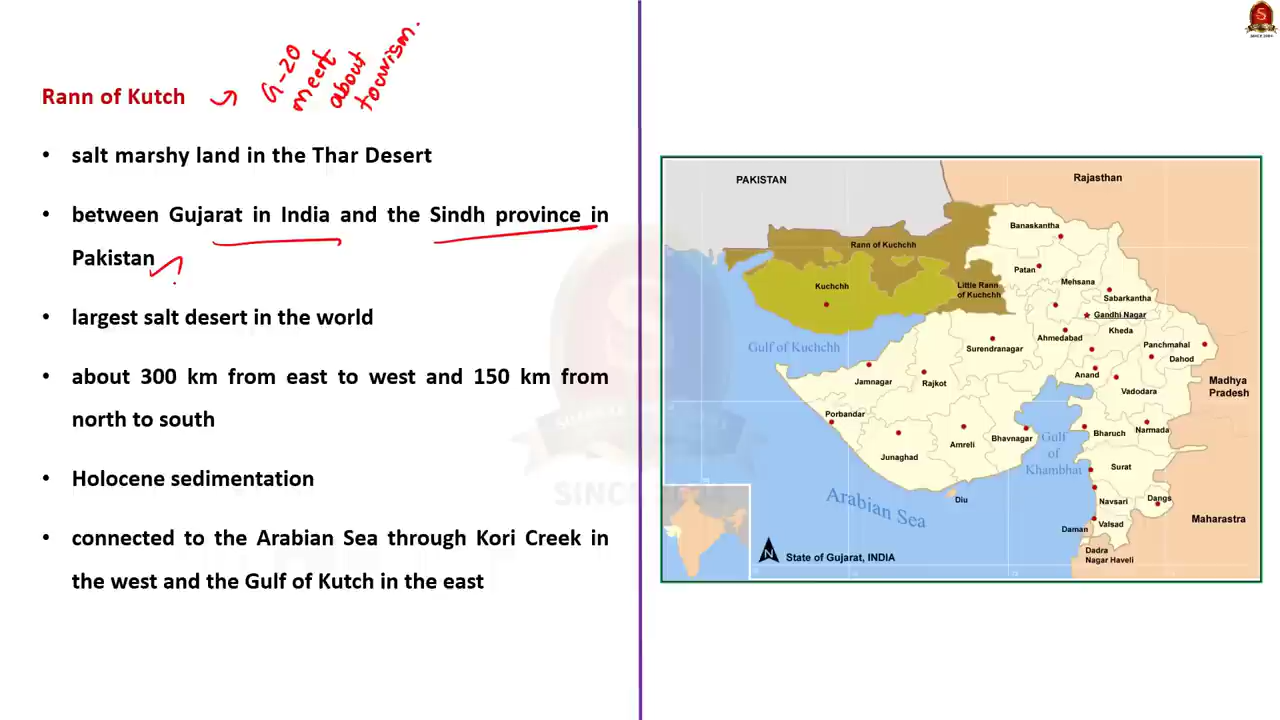 Rann of Kutch
G-20
meet
about
tourism.
• salt marshy land in the Thar Desert
• between Gujarat in India and the Sindh province in
Pakistan
• largest salt desert in the world
• about 300 km from east to west and 150 km from
north to south
• Holocene sedimentation
• connected to the Arabian Sea through Kori Creek in
the west and the Gulf of Kutch in the east
S
SINCE 1984
PAKISTAN
Rajasthan
Banaskantha
Rann of Kuchchh
Patan
Mehsana
Kuchchh
Little Rann
of Kuchchh
Sabarkantha
Gandhi Nagar
Gulf of Kuchchh
Surendranagar
Ahmedabad
Kheda
Panchmahal
Dahod
Jamnagar
Rajkot
Anand
Vadodara
Madhya
Pradesh
Porbandar
Junaghad
Amreli
Bhavnagar
Gulf
of
Khambhat
Bharuch
Narmada
Surat
Arabian Sea
Diu
Navsari
Dangs
Daman
Valsad
Maharastra
Dadra
Nagar Haveli
N
State of Gujarat, INDIA